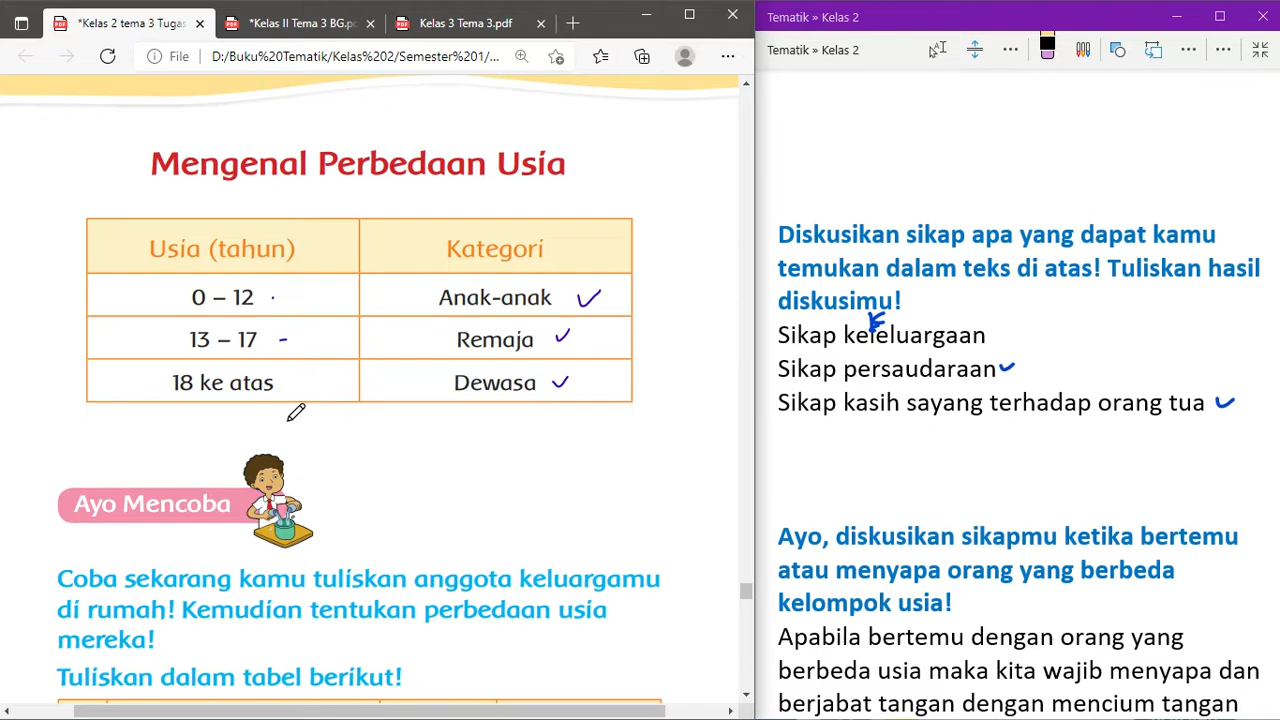 *Kelas 2 tema 3 Tugas
*Kelas II Tema 3 BG.pc
Kelas 3 Tema 3.pdf
File
D:/Buku%20Tematik/Kelas%202/Semester%201/...
Mengenal Perbedaan Usia
Usia (tahun)
Kategori
0 – 12
Anak-anak
13 – 17
Remaja
18 ke atas
Dewasa
Ayo Mencoba
Coba sekarang kamu tuliskan anggota keluargamu
di rumah! Kemudian tentukan perbedaan usia
mereka!
Tuliskan dalam tabel berikut!
Tematik » Kelas 2
Tematik » Kelas 2
Diskusikan sikap apa yang dapat kamu
temukan dalam teks di atas! Tuliskan hasil
diskusimu!
Sikap keleluargaan
Sikap persaudaraan
Sikap kasih sayang terhadap orang tua
Ayo, diskusikan sikapmu ketika bertemu
atau menyapa orang yang berbeda
kelompok usia!
Apabila bertemu dengan orang yang
berbeda usia maka kita wajib menyapa dan
berjabat tangan dengan mencium tangan